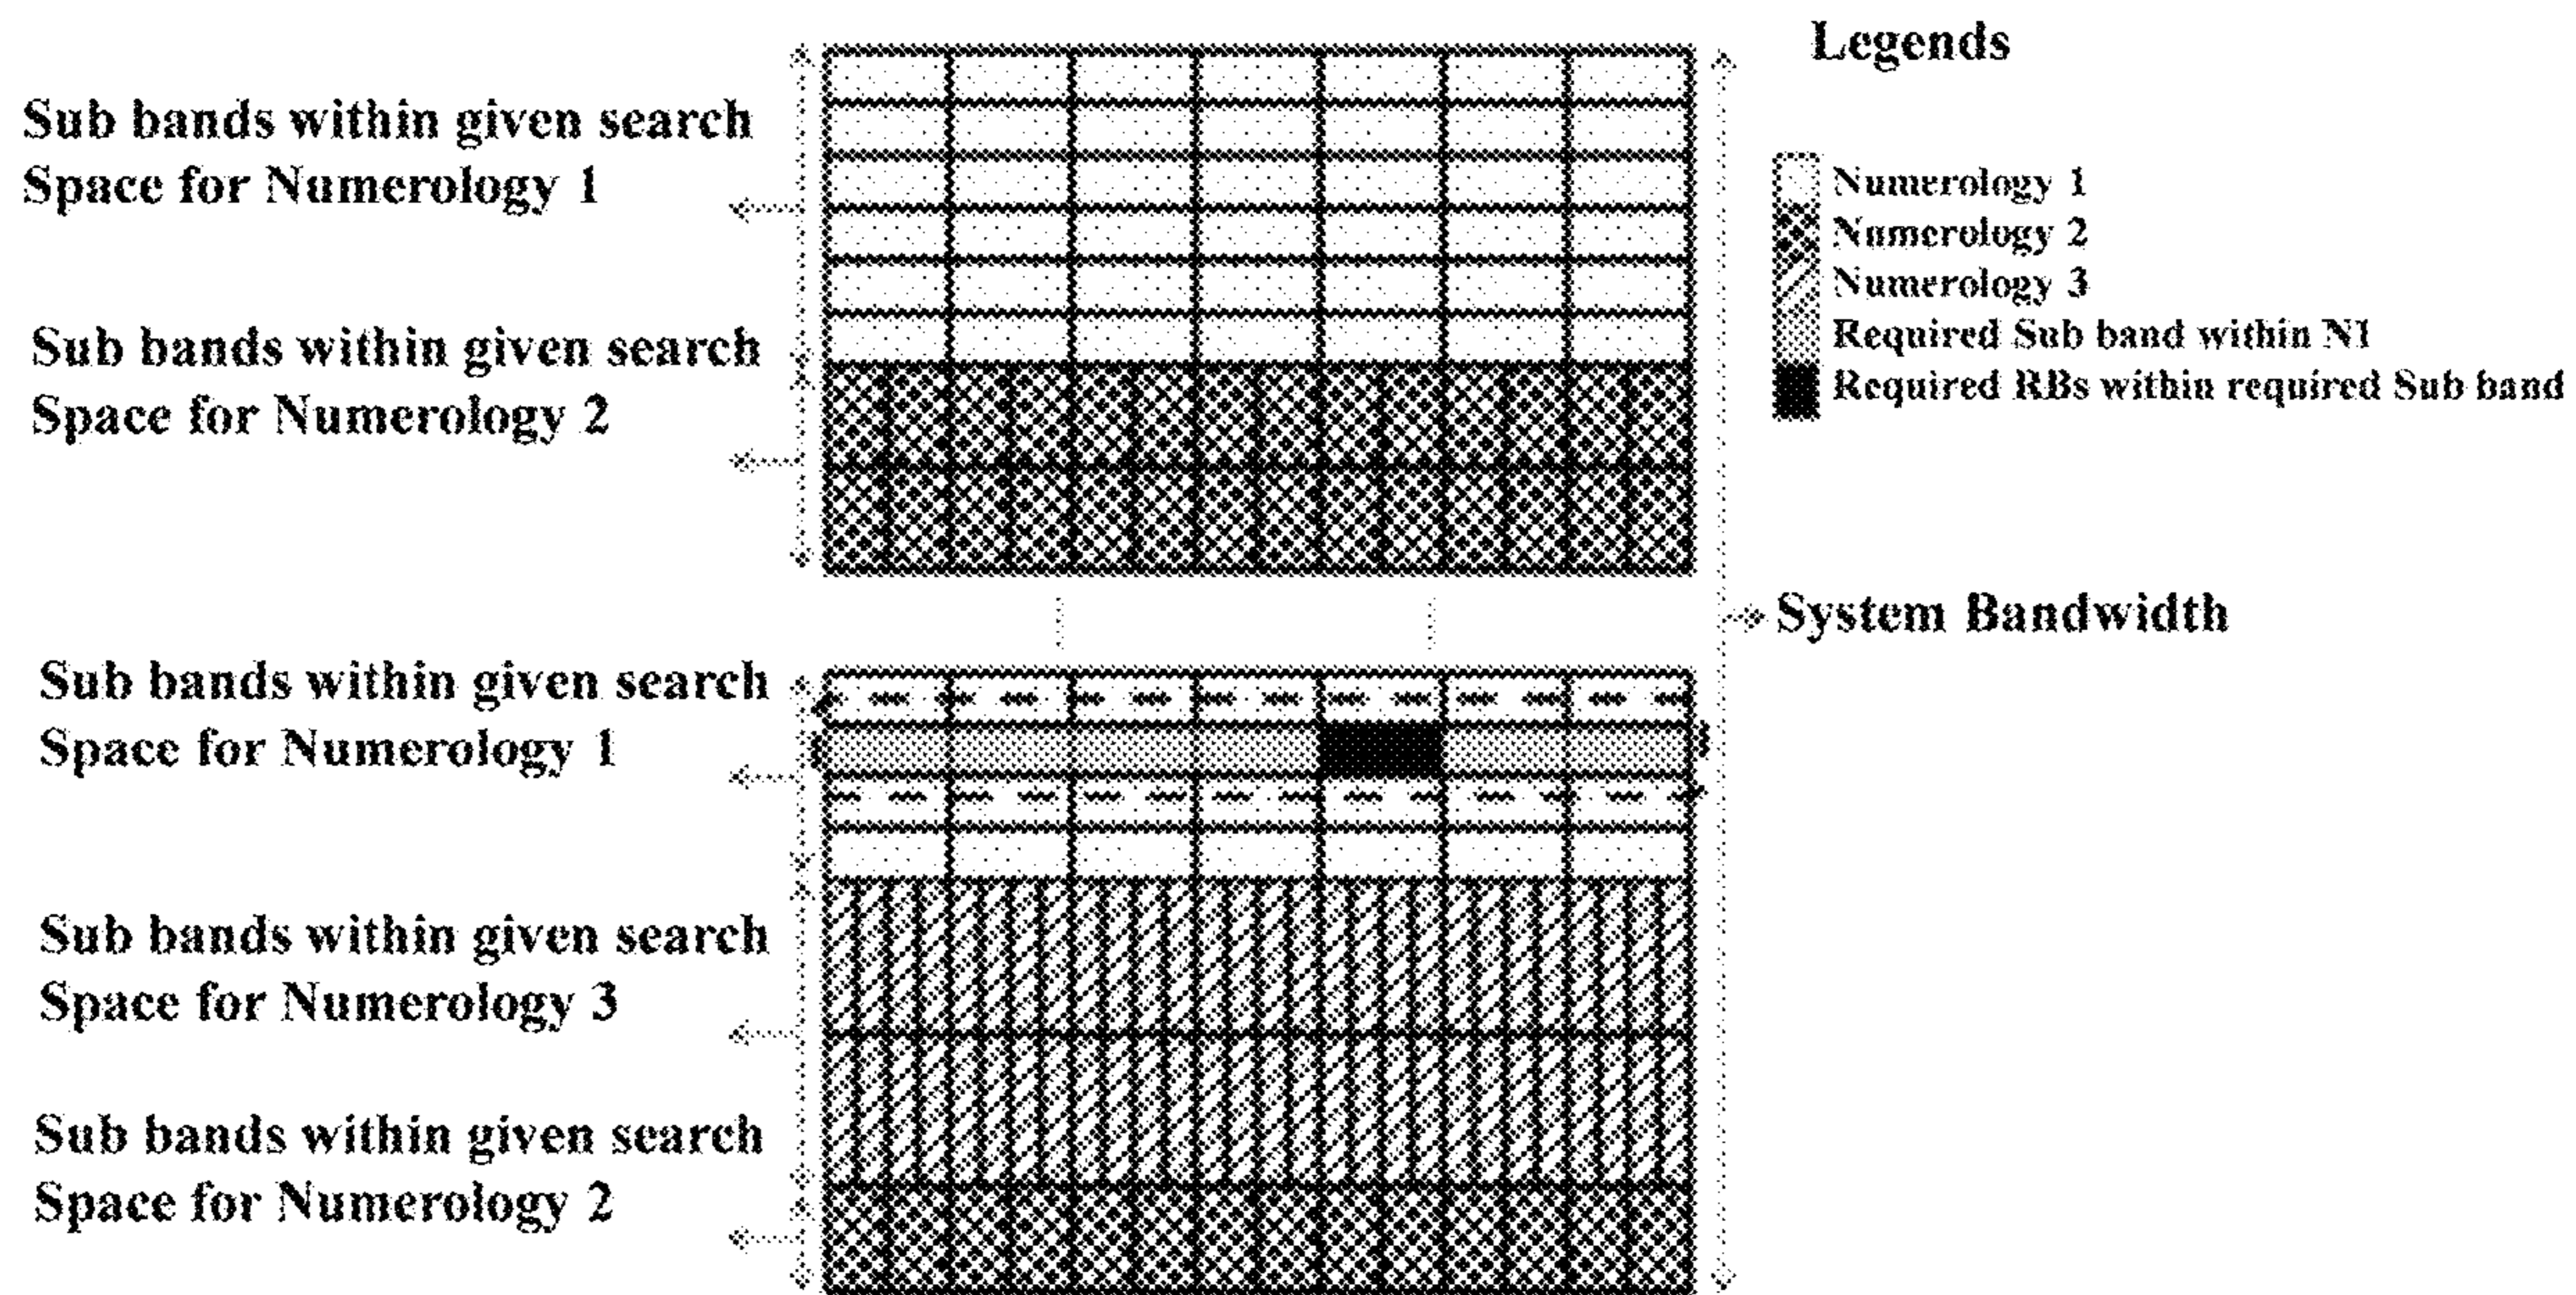 Sub bands within given search
Space for Numerology 1
Sub bands within given search
Space for Numerology 2
Sub bands within given search
Space for Numerology 1
Sub bands within given search
Space for Numerology 3
Sub bands within given search
Space for Numerology 2
System Bandwidth
Legends
Numerology 1
Numerology 2
Numerology 3
Required Sub band within N1
Required RBs within required Sub band